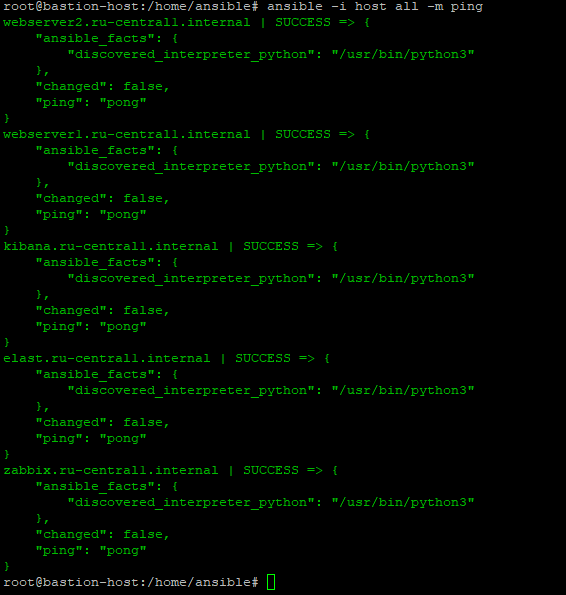 root@bastion-host:/home/ansible# ansible -i host all -m ping
webserver2.ru-central1.internal | SUCCESS => {
    "ansible_facts": {
        "discovered_interpreter_python": "/usr/bin/python3"
    },
    "changed": false,
    "ping": "pong"
}
webserver1.ru-central1.internal | SUCCESS => {
    "ansible_facts": {
        "discovered_interpreter_python": "/usr/bin/python3"
    },
    "changed": false,
    "ping": "pong"
}
kibana.ru-central1.internal | SUCCESS => {
    "ansible_facts": {
        "discovered_interpreter_python": "/usr/bin/python3"
    },
    "changed": false,
    "ping": "pong"
}
elast.ru-central1.internal | SUCCESS => {
    "ansible_facts": {
        "discovered_interpreter_python": "/usr/bin/python3"
    },
    "changed": false,
    "ping": "pong"
}
zabbix.ru-central1.internal | SUCCESS => {
    "ansible_facts": {
        "discovered_interpreter_python": "/usr/bin/python3"
    },
    "changed": false,
    "ping": "pong"
}
root@bastion-host:/home/ansible#